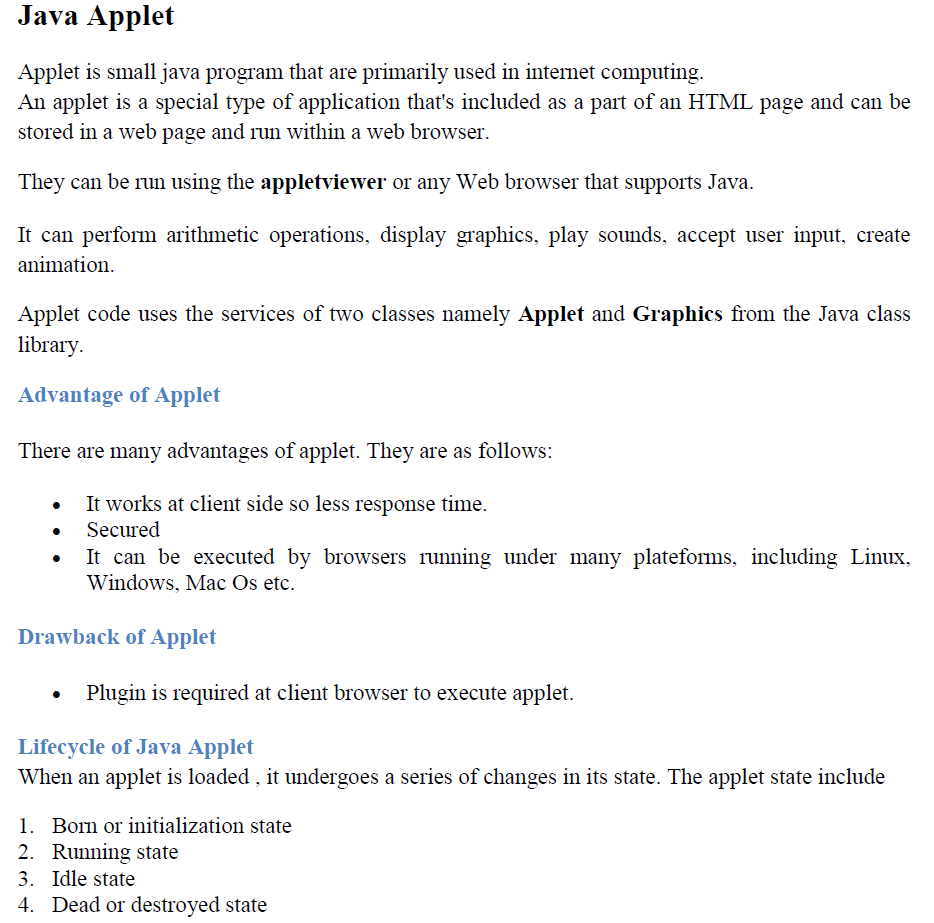 Java Applet
Applet is small java program that are primarily used in internet computing.
An applet is a special type of application that's included as a part of an HTML page and can be
stored in a web page and run within a web browser.
They can be run using the appletviewer or any Web browser that supports Java.
It can perform arithmetic operations, display graphics, play sounds, accept user input, create
animation.
Applet code uses the services of two classes namely Applet and Graphics from the Java class
library.
Advantage of Applet
There are many advantages of applet. They are as follows:
• It works at client side so less response time.
• Secured
• It can be executed by browsers running under many plateforms, including Linux,
Windows, Mac Os etc.
Drawback of Applet
• Plugin is required at client browser to execute applet.
Lifecycle of Java Applet
When an applet is loaded , it undergoes a series of changes in its state. The applet state include
1. Born or initialization state
2. Running state
3. Idle state
4. Dead or destroyed state